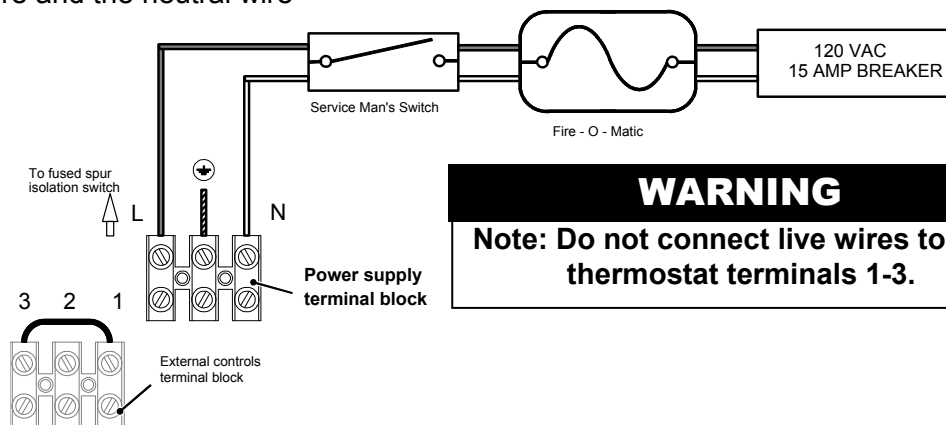 and the neutral wire
120 VAC
15 AMP BREAKER
Service Man's Switch
Fire - O - Matic
To fused spur
isolation switch
L
N
WARNING
Note: Do not connect live wires to
thermostat terminals 1-3.
Power supply
terminal block
3 2 1
External controls
terminal block